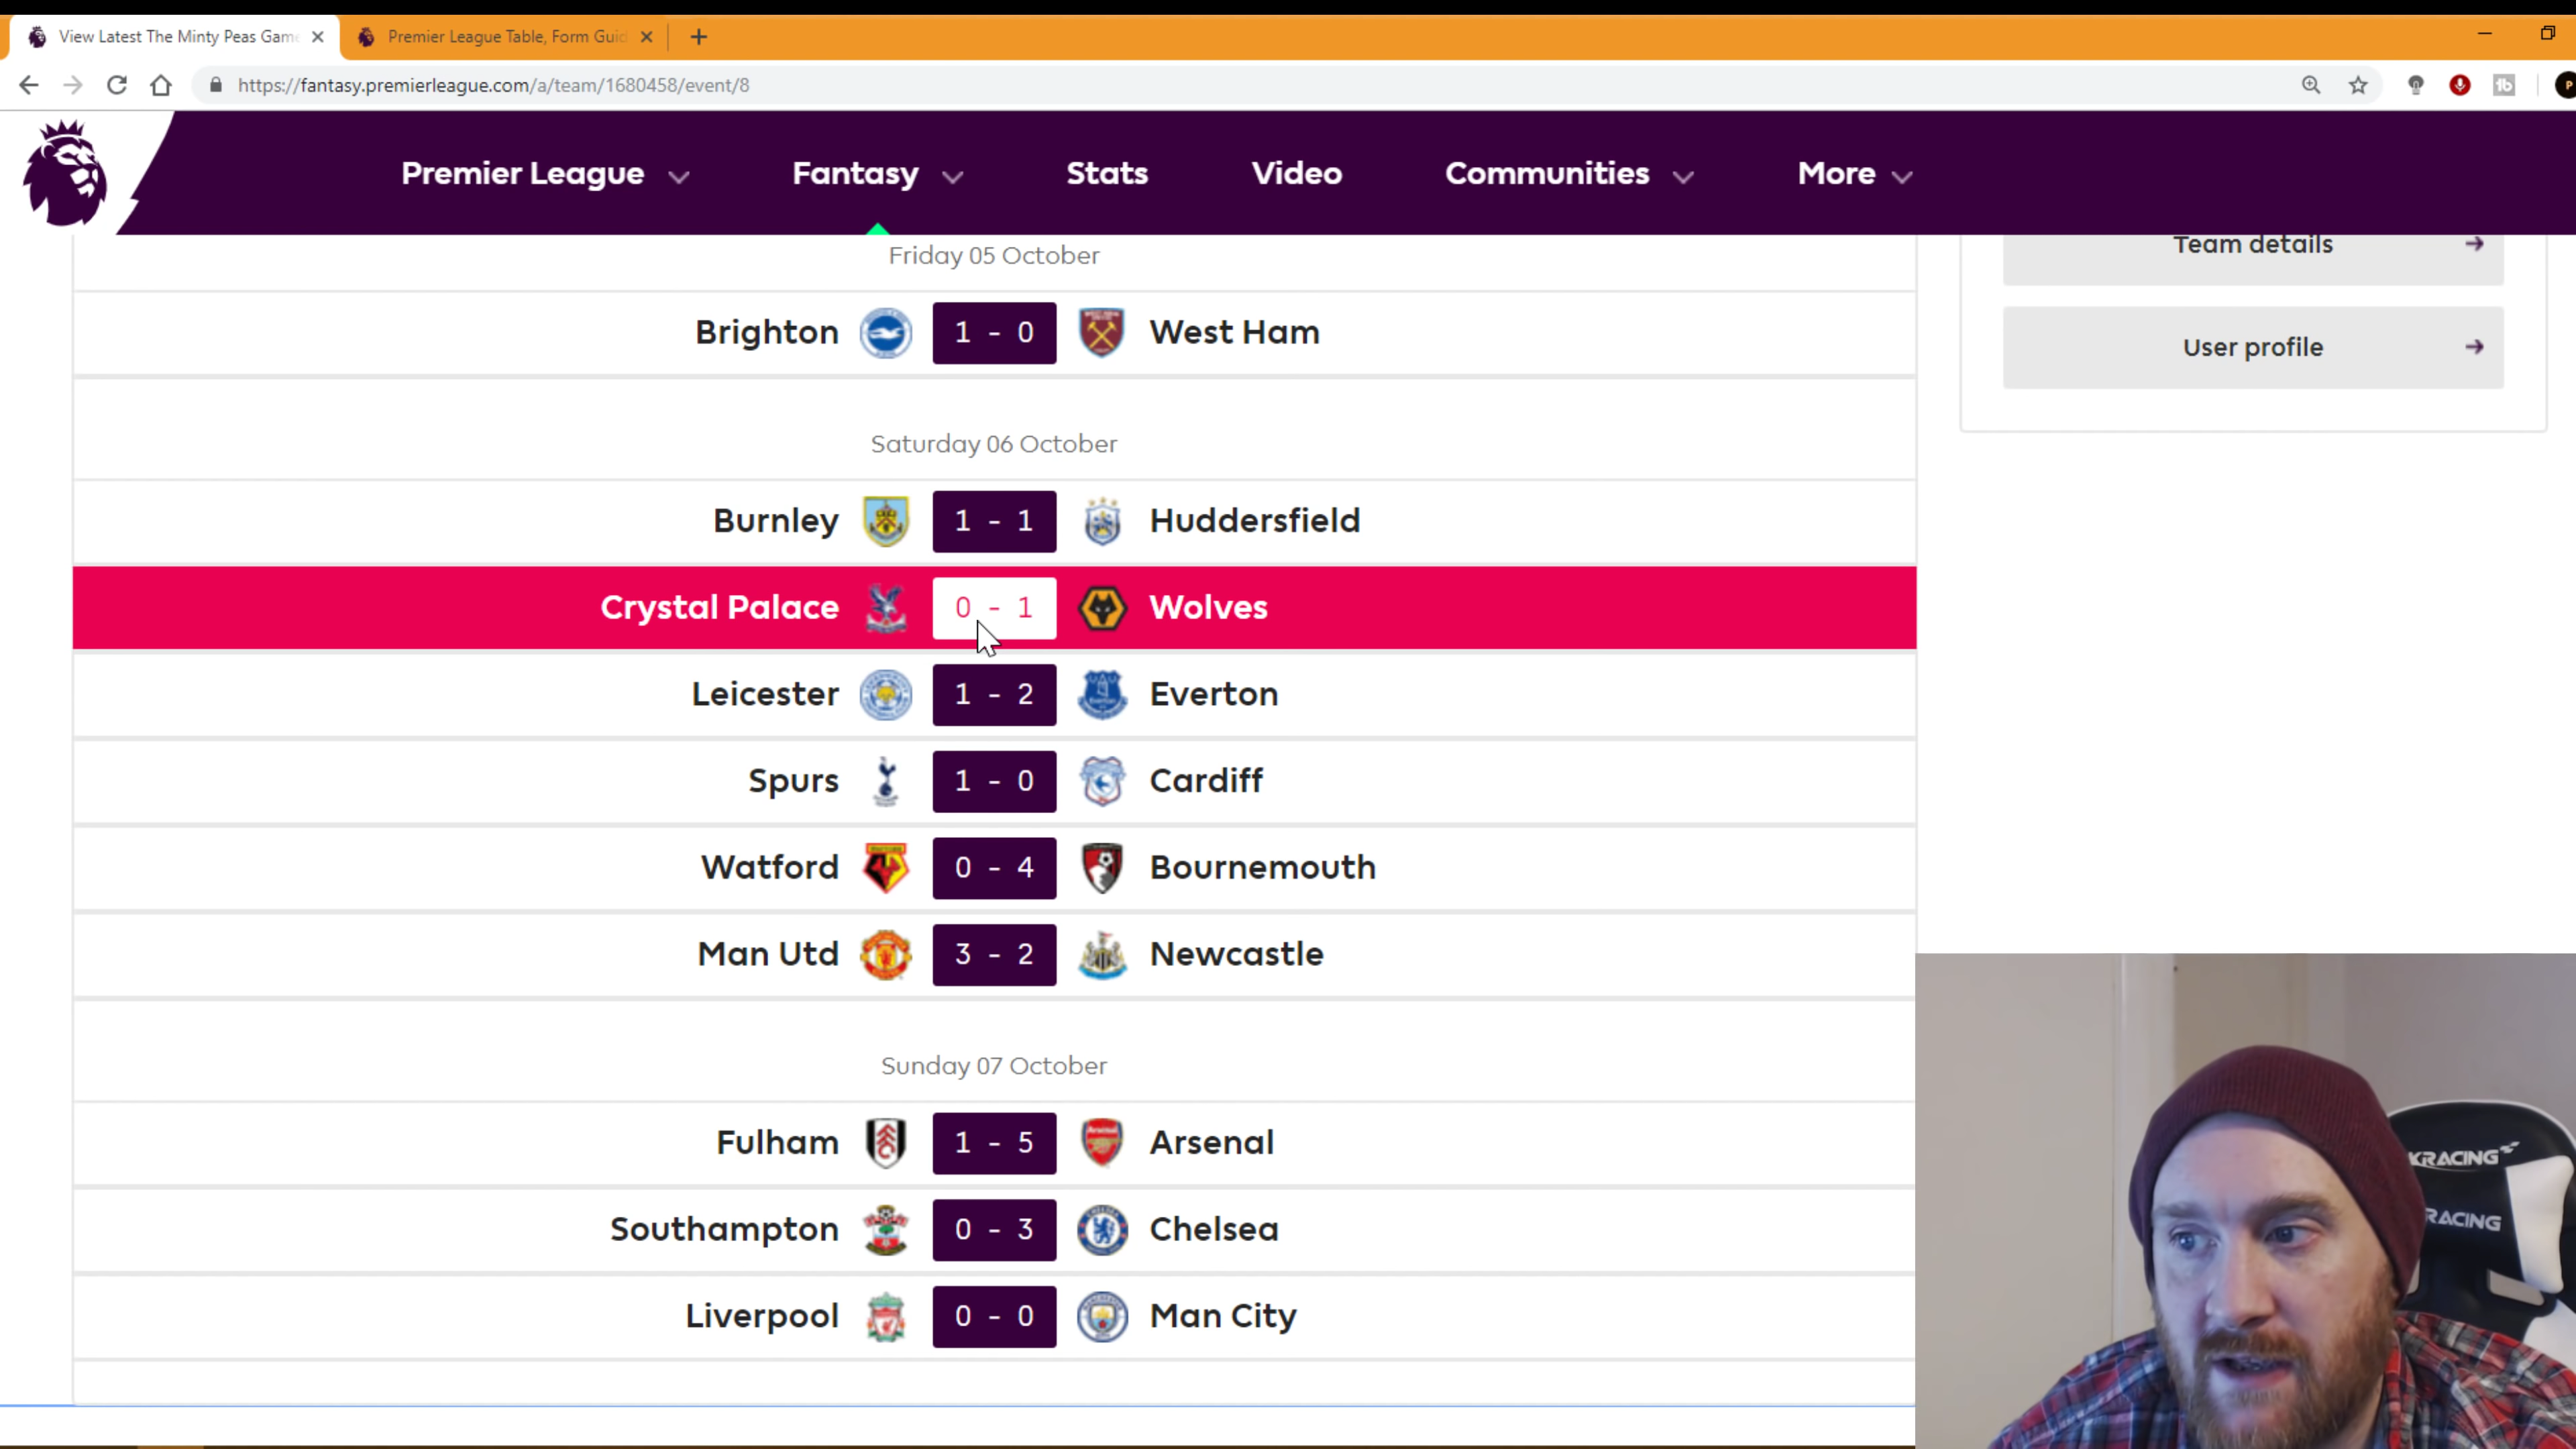 View Latest The Minty Peas Gam
Premier League Table, Form Guid
https://fantasy.premierleague.com/a/team/1680458/event/8
Premier League Fantasy Stats Video Communities More
Friday 05 October
Team details
Brighton 1 - 0 West Ham
User profile
Saturday 06 October
Burnley 1 - 1 Huddersfield
Crystal Palace 0 - 1 Wolves
Leicester 1 - 2 Everton
Spurs 1 - 0 Cardiff
Watford 0 - 4 Bournemouth
Man Utd 3 - 2 Newcastle
Sunday 07 October
Fulham 1 - 5 Arsenal
Southampton 0 - 3 Chelsea
Liverpool 0 - 0 Man City
KRACING
RACING